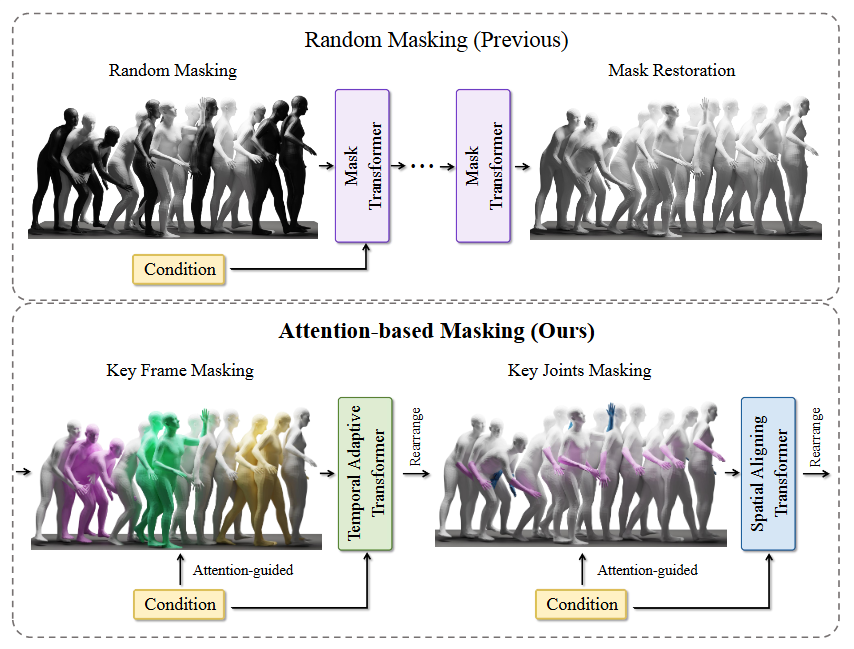 Random Masking (Previous)
Random Masking
Mask Restoration
Mask
Transformer
...
Mask
Transformer
Condition
Attention-based Masking (Ours)
Key Frame Masking
Key Joints Masking
Temporal Adaptive
Transformer
Rearrange
Spatial Aligning
Transformer
Rearrange
Attention-guided
Attention-guided
Condition
Condition